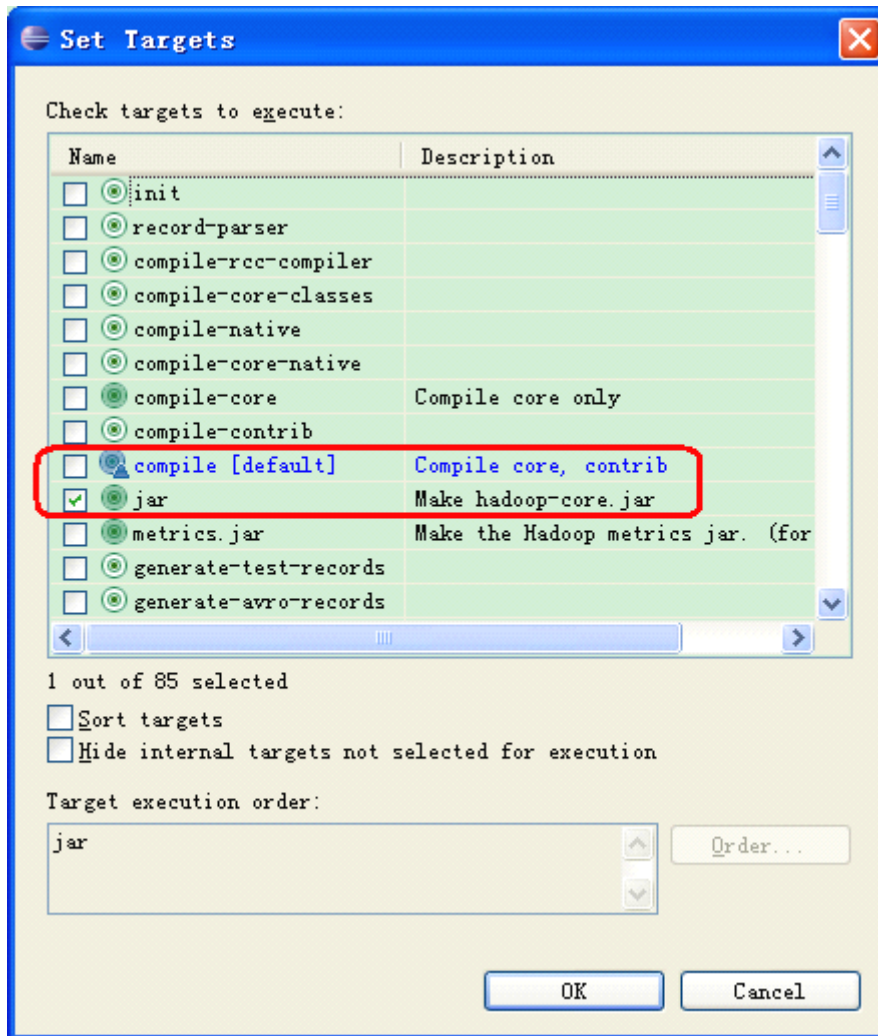 Set Targets
Check targets to execute:
Name Description
init
record-parser
compile-rcc-compiler
compile-core-classes
compile-native
compile-core-native
compile-core Compile core only
compile-contrib
compile [default] Compile core, contrib
jar Make hadoop-core.jar
metrics.jar Make the Hadoop metrics jar. (for
generate-test-records
generate-avro-records
1 out of 85 selected
Sort targets
Hide internal targets not selected for execution
Target execution order:
jar
Order...
OK Cancel